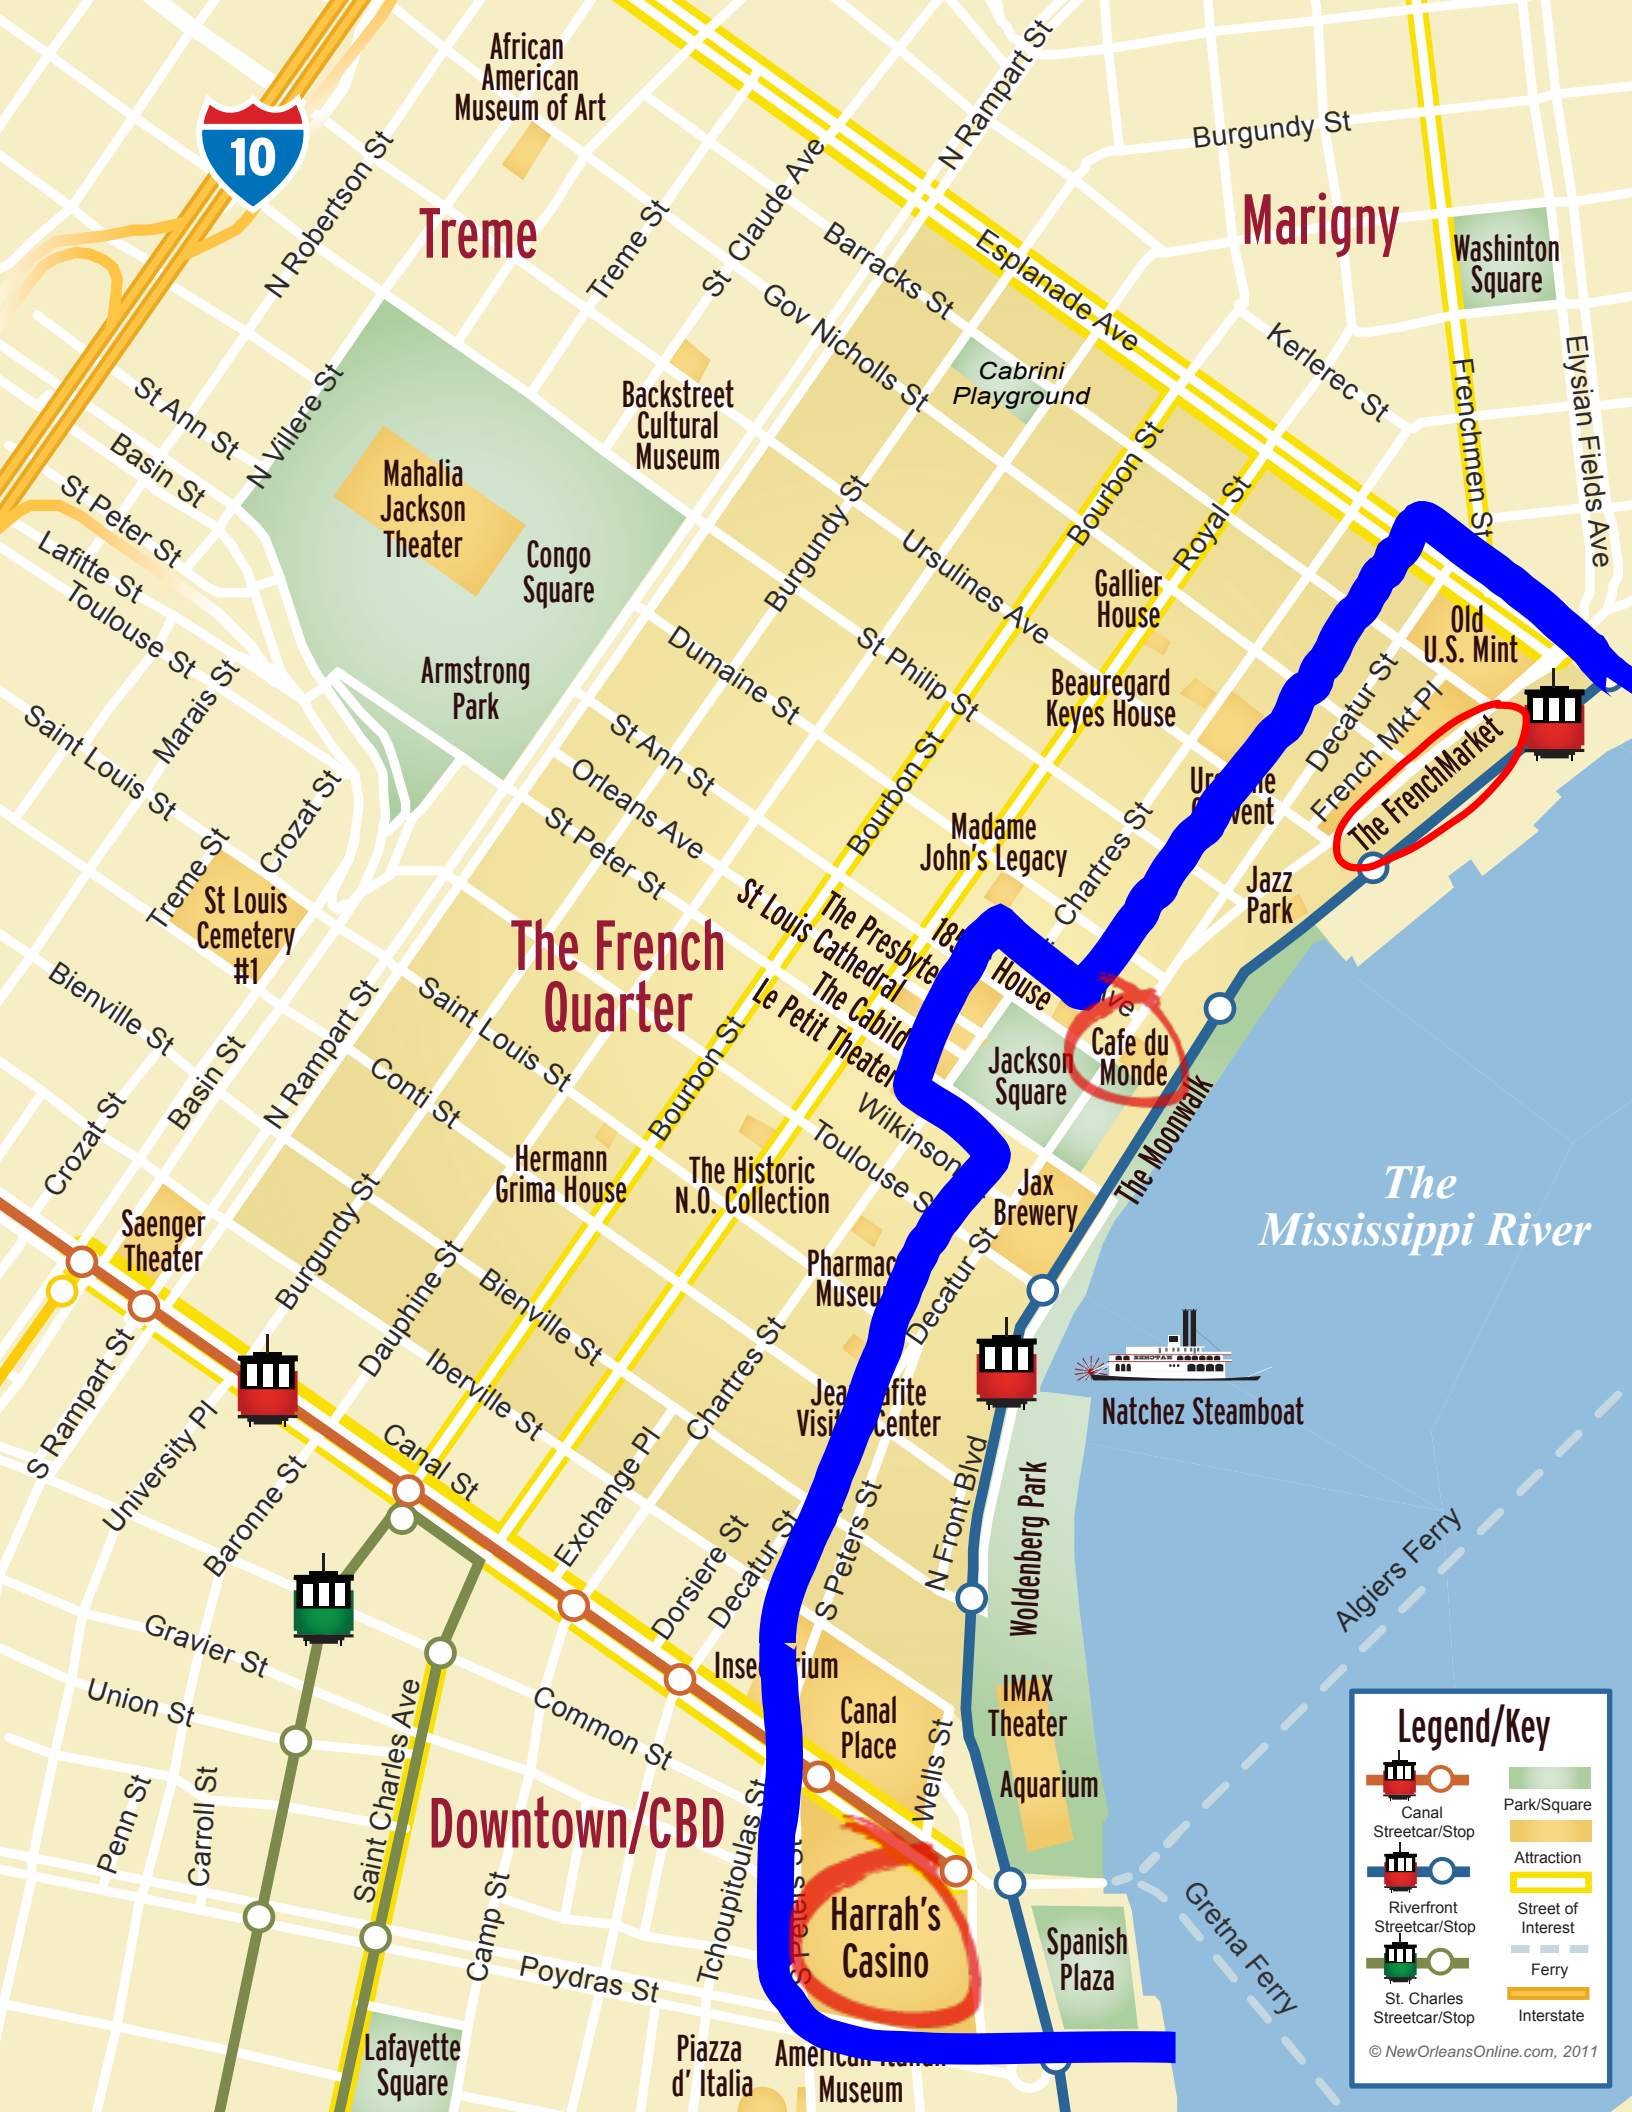 African
American
Museum of Art
10
N Robertson St
Treme
Treme St
St Claude Ave
N Rampart St
Burgundy St
Marigny
Washinton
Square
Barracks St
Esplanade Ave
Gov Nicholls St
Kerlerec St
Frenchmen St
Elysian Fields Ave
Cabrini
Playground
Backstreet
Cultural
Museum
St Ann St
N Villere St
Basin St
St Peter St
Lafitte St
Toulouse St
Mahalia
Jackson
Theater
Congo
Square
Armstrong
Park
Burgundy St
Ursulines Ave
Bourbon St
Royal St
Gallier
House
Old
U.S. Mint
Dumaine St
St Philip St
Beauregard
Keyes House
Decatur St
French Mkt Pl
The FrenchMarket
Marais St
Saint Louis St
Crozat St
Treme St
St Ann St
Orleans Ave
St Peter St
Bourbon St
Madame
John's Legacy
Chartres St
Jazz
Park
St Louis
Cemetery
#1
The French
Quarter
The Presbyte
St Louis Cathedral
The Cabild
Le Petit Theater
House
Ave
Cafe du
Monde
Jackson
Square
The Moonwalk
Bienville St
Basin St
N Rampart St
Saint Louis St
Conti St
Bourbon St
Wilkinson
Toulouse S
Crozat St
Hermann
Grima House
The Historic
N.O. Collection
Jax
Brewery
The
Mississippi River
Saenger
Theater
Burgundy St
Dauphine St
Bienville St
Iberville St
Pharmac
Museu
Decatur St
Natchez Steamboat
S Rampart St
University Pl
Baronne St
Canal St
Exchange Pl
Chartres St
Visit Center
Dorsiere St
Decatur St
S Peters St
N Front Blvd
Woldenberg Park
Algiers Ferry
Gravier St
Union St
Common St
Canal
Place
Wells St
IMAX
Theater
Aquarium
Penn St
Carroll St
Saint Charles Ave
Downtown/CBD
Camp St
Tchoupitoulas St
S Peters St
Harrah's
Casino
Spanish
Plaza
Gretna Ferry
Poydras St
Lafayette
Square
Piazza
d' Italia
American Italian
Museum
Legend/Key
Canal
Streetcar/Stop
Park/Square
Attraction
Riverfront
Streetcar/Stop
Street of
Interest
St. Charles
Streetcar/Stop
Ferry
Interstate
© NewOrleansOnline.com, 2011